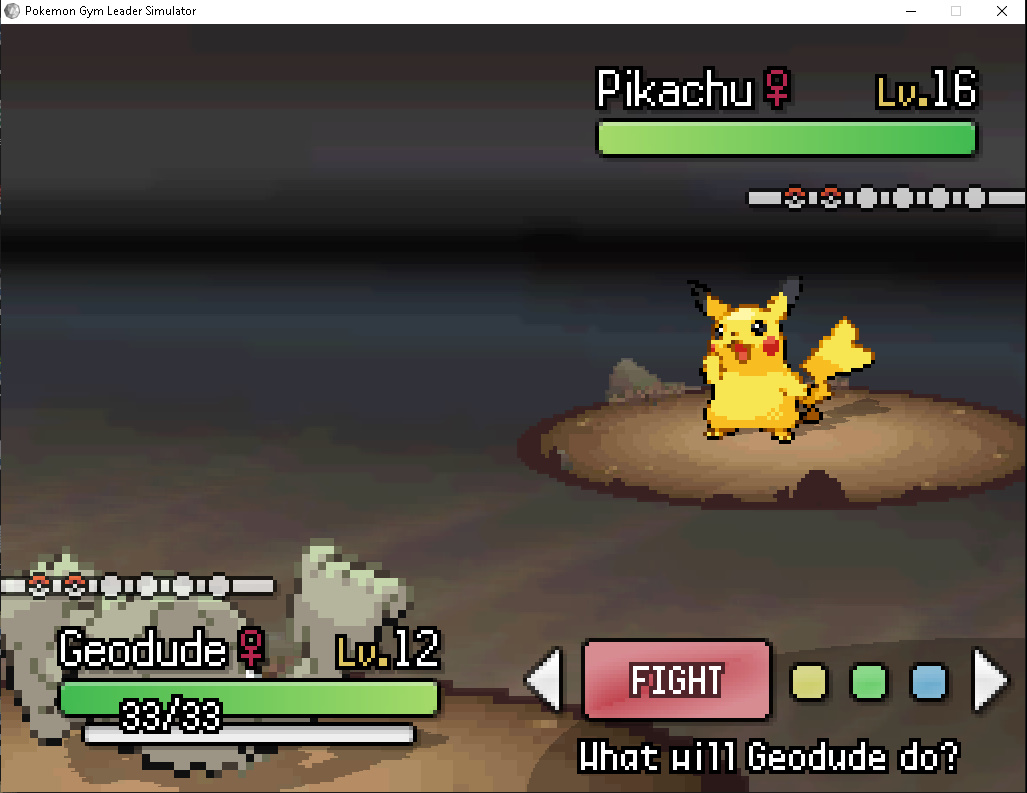 Pokemon Gym Leader Simulator
Pikachu♀ Lv.16
Geodude♀ Lv.12
33/33
FIGHT
What will Geodude do?